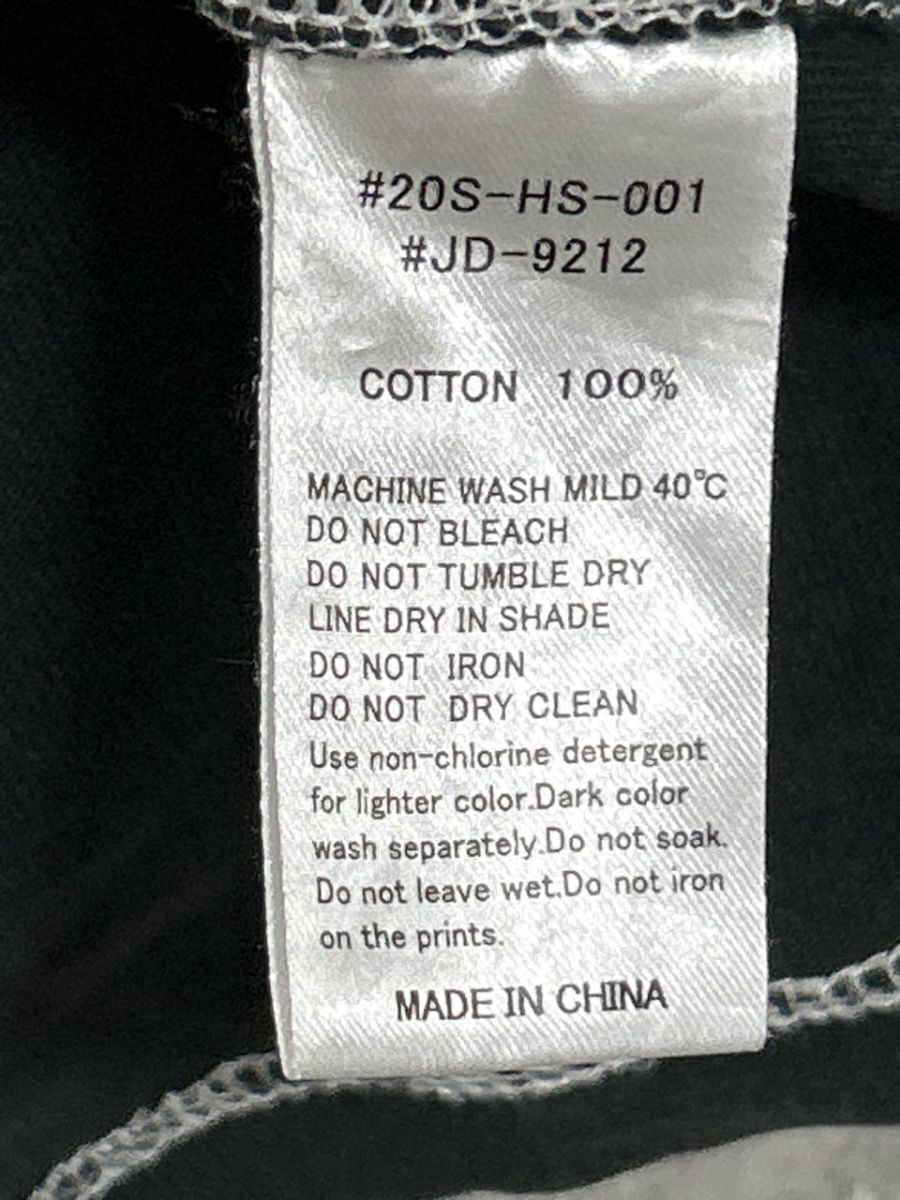 #20S-HS-001
#JD-9212
COTTON 100%
MACHINE WASH MILD 40℃
DO NOT BLEACH
DO NOT TUMBLE DRY
LINE DRY IN SHADE
DO NOT IRON
DO NOT DRY CLEAN
Use non-chlorine detergent
for lighter color.Dark color
wash separately.Do not soak.
Do not leave wet.Do not iron
on the prints.
MADE IN CHINA